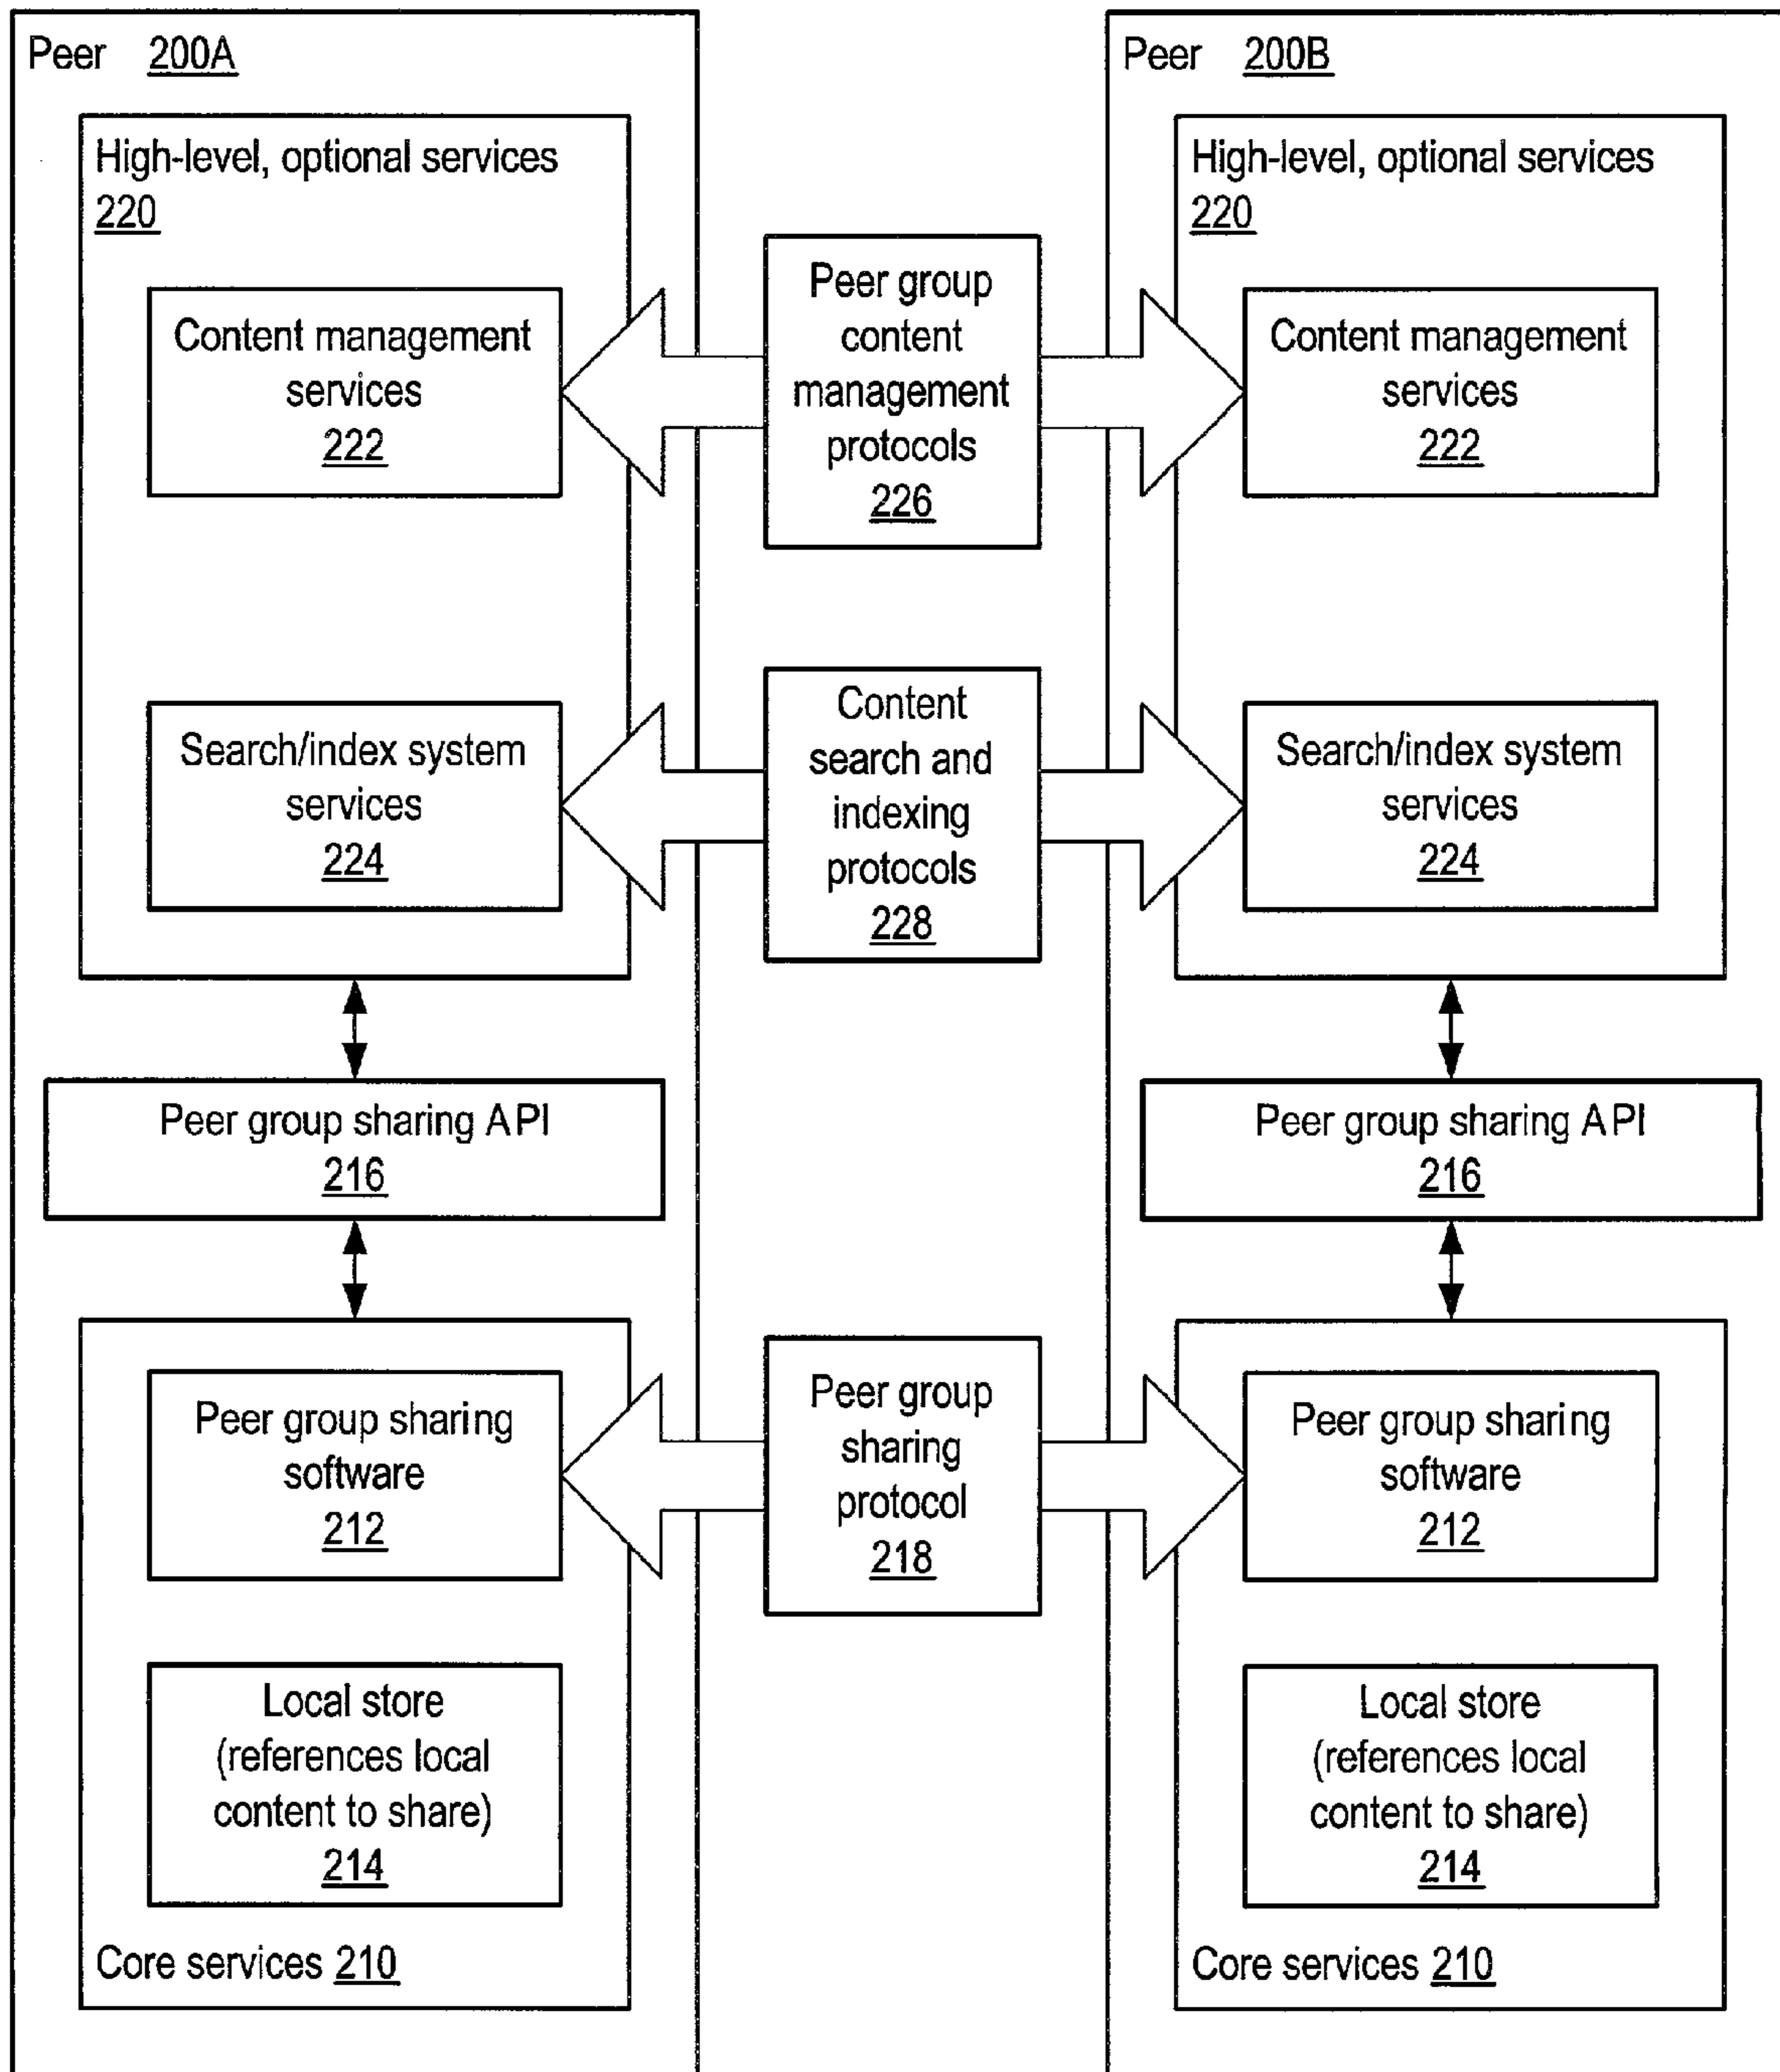 Peer 200A
High-level, optional services
220
Content management
services
222
Search/index system
services
224
Peer group sharing API
216
Peer group sharing
software
212
Local store
(references local
content to share)
214
Core services 210
Peer group
content
management
protocols
226
Content
search and
indexing
protocols
228
Peer group
sharing
protocol
218
Peer 200B
High-level, optional services
220
Content management
services
222
Search/index system
services
224
Peer group sharing API
216
Peer group sharing
software
212
Local store
(references local
content to share)
214
Core services 210